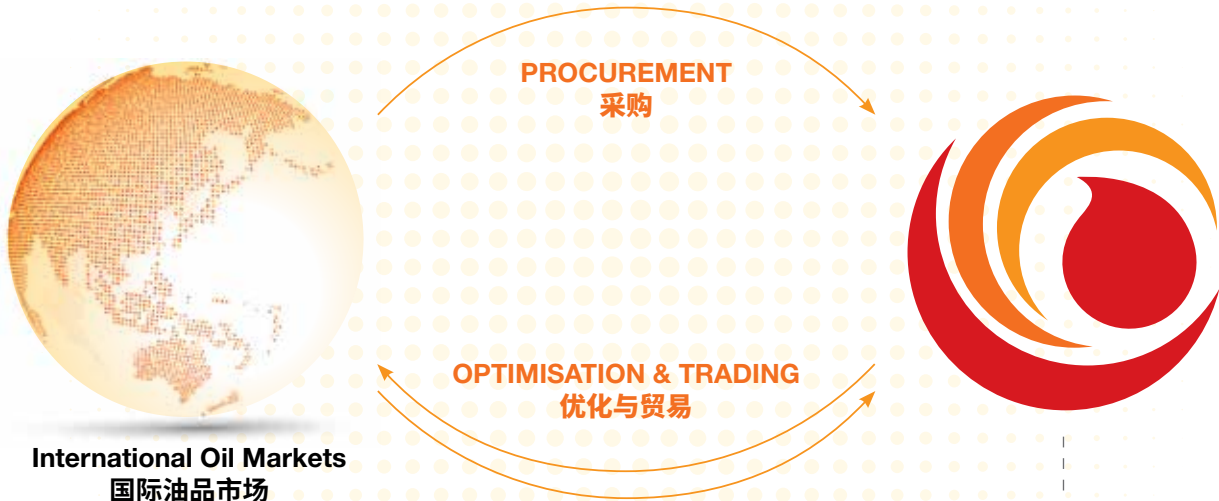 PROCUREMENT
采购
OPTIMISATION & TRADING
优化与贸易
International Oil Markets
国际油品市场